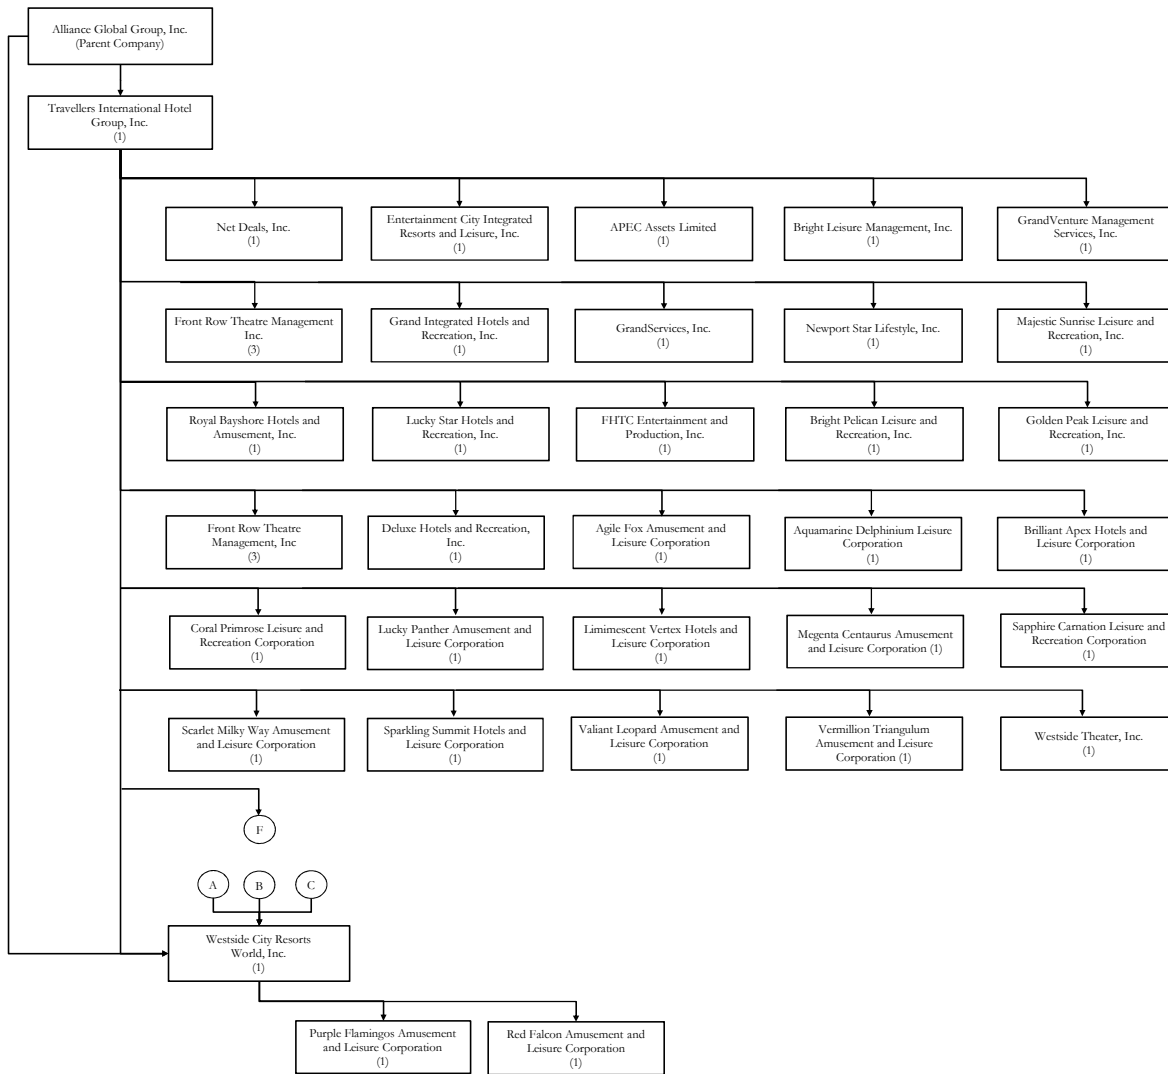 Alliance Global Group, Inc.
(Parent Company)
Travellers International Hotel
Group, Inc.
(1)
Net Deals, Inc.
(1)
Entertainment City Integrated
Resorts and Leisure, Inc.
(1)
APEC Assets Limited
(1)
Bright Leisure Management, Inc.
(1)
GrandVenture Management
Services, Inc.
(1)
Front Row Theatre Management
Inc.
(3)
Grand Integrated Hotels and
Recreation, Inc.
(1)
GrandServices, Inc.
(1)
Newport Star Lifestyle, Inc.
(1)
Majestic Sunrise Leisure and
Recreation, Inc.
(1)
Royal Bayshore Hotels and
Amusement, Inc.
(1)
Lucky Star Hotels and
Recreation, Inc.
(1)
FHTC Entertainment and
Production, Inc.
(1)
Bright Pelican Leisure and
Recreation, Inc.
(1)
Golden Peak Leisure and
Recreation, Inc.
(1)
Front Row Theatre
Management, Inc
(3)
Deluxe Hotels and Recreation,
Inc.
(1)
Agile Fox Amusement and
Leisure Corporation
(1)
Aquamarine Delphinium Leisure
Corporation
(1)
Brilliant Apex Hotels and
Leisure Corporation
(1)
Coral Primrose Leisure and
Recreation Corporation
(1)
Lucky Panther Amusement and
Leisure Corporation
(1)
Limimescent Vertex Hotels and
Leisure Corporation
(1)
Megenta Centaurus Amusement
and Leisure Corporation (1)
Sapphire Carnation Leisure and
Recreation Corporation
(1)
Scarlet Milky Way Amusement
and Leisure Corporation
(1)
Sparkling Summit Hotels and
Leisure Corporation
(1)
Valiant Leopard Amusement and
Leisure Corporation
(1)
Vermillion Triangulum
Amusement and Leisure
Corporation (1)
Westside Theater, Inc.
(1)
F
A
B
C
Westside City Resorts
World, Inc.
(1)
Purple Flamingos Amusement
and Leisure Corporation
(1)
Red Falcon Amusement and
Leisure Corporation
(1)